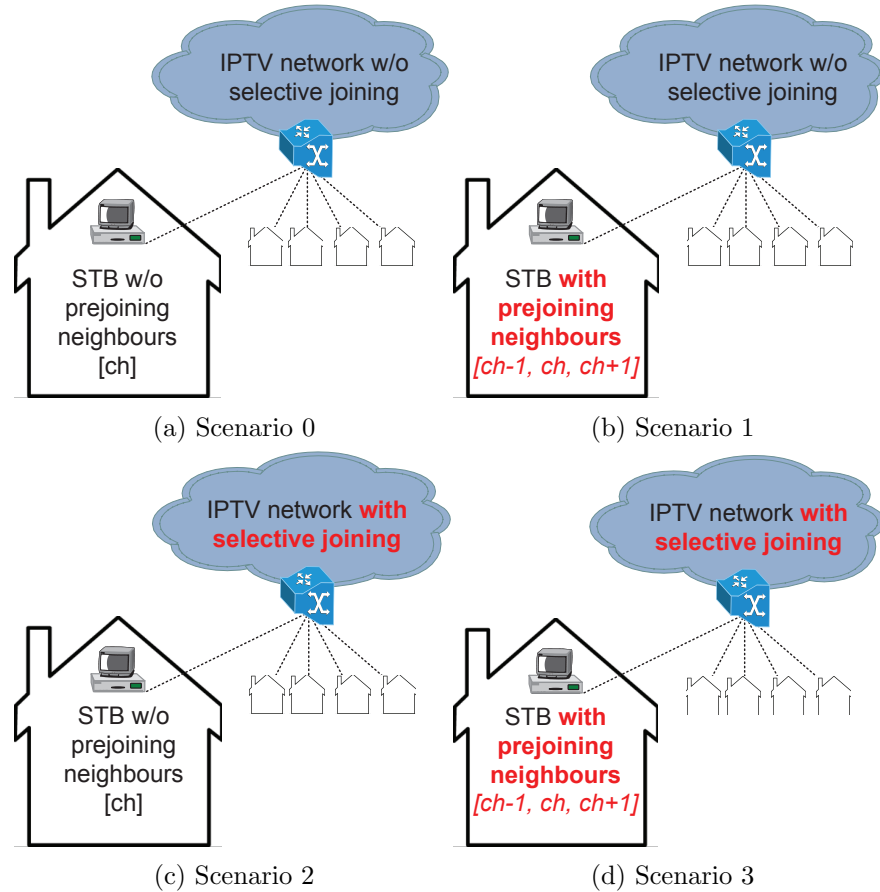 IPTV network w/o
selective joining
STB w/o
prejoining
neighbours
[ch]
(a) Scenario 0
IPTV network w/o
selective joining
STB with
prejoining
neighbours
[ch-1, ch, ch+1]
(b) Scenario 1
IPTV network with
selective joining
STB w/o
prejoining
neighbours
[ch]
(c) Scenario 2
IPTV network with
selective joining
STB with
prejoining
neighbours
[ch-1, ch, ch+1]
(d) Scenario 3